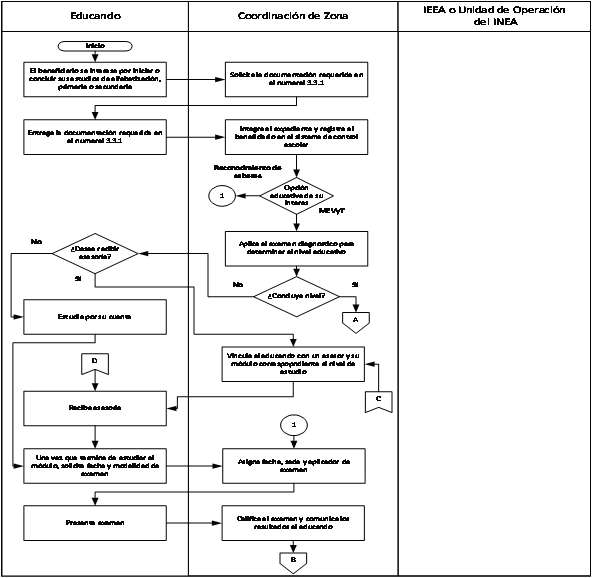 Educando
Coordinación de Zona
IEEA o Unidad de Operación
del INEA
Inicio
El beneficiario se interesa por iniciar o
concluir sus estudios de alfabetización,
primaria o secundaria
Solicita la documentación requerida en
el numeral 3.3.1
Entrega la documentación requerida en
el numeral 3.3.1
Integra el expediente y registra al
beneficiado en el sistema de control
escolar
Reconocimiento de
saberes
1
Opción
educativa de su
interes
MEVyT
Aplica el examen diagnostico para
determinar el nivel educativo
¿Desea recibir
asesoría?
No
Si
¿Concluye nivel?
No
Si
A
Estudia por su cuenta
Vincula al educando con un asesor y su
módulo correspopndiente al nivel de
estudio
D
C
Recibe asesoría
1
Una vez que termina de estudiar el
módulo, solicita fecha y modalidad de
examen
Asigna fecha, sede y aplicador de
examen
Presenta examen
Califica el examen y comunica los
resultados al educando
B